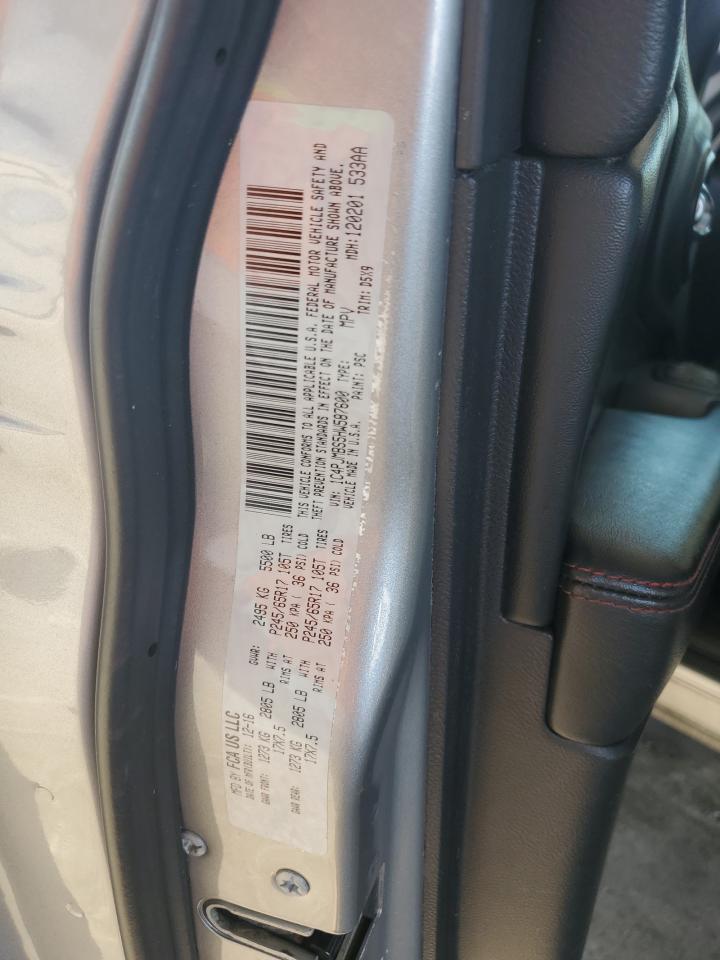 MFD BY FCA US LLC
DATE OF MFR(BUILT): 12-16
GVWR: 2495 KG 5500 LB
GAWR FRONT: 1273 KG 2805 LB WITH P245/65R17 105T TIRES
17X7.5 RIMS AT 250 KPA ( 36 PSI) COLD
GAWR REAR: 1273 KG 2805 LB WITH P245/65R17 105T TIRES
17X7.5 RIMS AT 250 KPA ( 36 PSI) COLD
THIS VEHICLE CONFORMS TO ALL APPLICABLE U.S.A. FEDERAL MOTOR VEHICLE SAFETY AND
THEFT PREVENTION STANDARDS IN EFFECT ON THE DATE OF MANUFACTURE SHOWN ABOVE.
VIN: 1C4PJMBS5HW587600 TYPE: MPV MDH:120201 533AA
VEHICLE MADE IN U.S.A. PAINT: PSC TRIM: D5X9